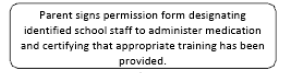 Parent signs permission form designating
identified school staff to administer medication
and certifying that appropriate training has been
provided.